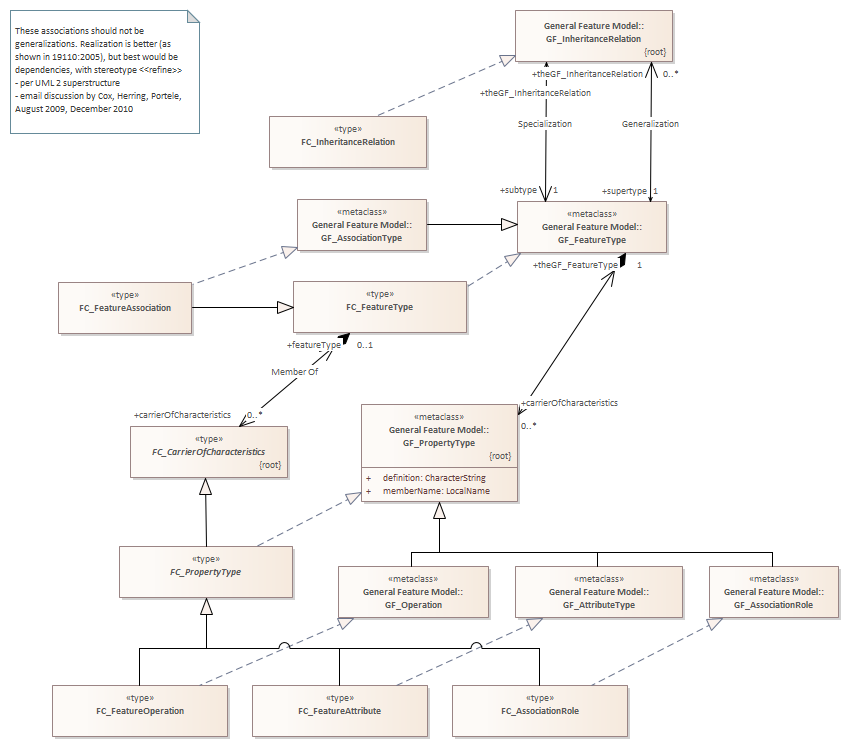 These associations should not be
generalizations. Realization is better (as
shown in 19110:2005), but best would be
dependencies, with stereotype <<refine>>
- per UML 2 superstructure
- email discussion by Cox, Herring, Portele,
August 2009, December 2010
General Feature Model::
GF_InheritanceRelation
{root}
+theGF_InheritanceRelation
0..*
+theGF_InheritanceRelation
Specialization
Generalization
«type»
FC_InheritanceRelation
+subtype
1
+supertype
1
«metaclass»
General Feature Model::
GF_AssociationType
«metaclass»
General Feature Model::
GF_FeatureType
+theGF_FeatureType
1
«type»
FC_FeatureAssociation
«type»
FC_FeatureType
+featureType
0..1
Member Of
+carrierOfCharacteristics
0..*
+carrierOfCharacteristics
0..*
«type»
FC_CarrierOfCharacteristics
{root}
«metaclass»
General Feature Model::
GF_PropertyType
{root}
+ definition: CharacterString
+ memberName: LocalName
«type»
FC_PropertyType
«metaclass»
General Feature Model::
GF_Operation
«metaclass»
General Feature Model::
GF_AttributeType
«metaclass»
General Feature Model::
GF_AssociationRole
«type»
FC_FeatureOperation
«type»
FC_FeatureAttribute
«type»
FC_AssociationRole